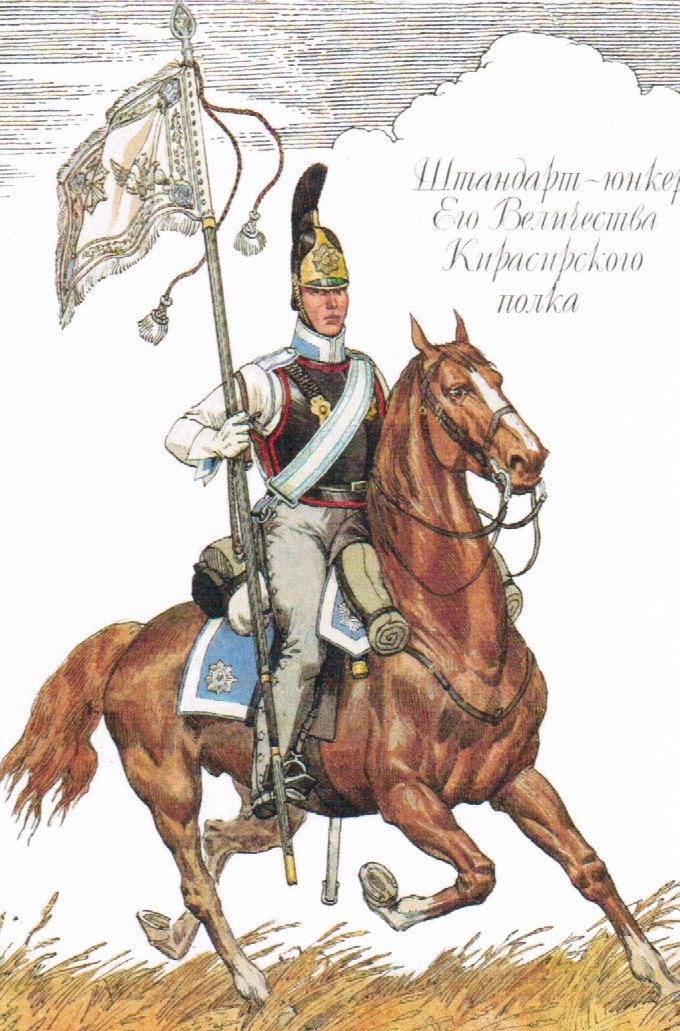 Штандарт-юнкер
Его Величества
Кирасирского
полка